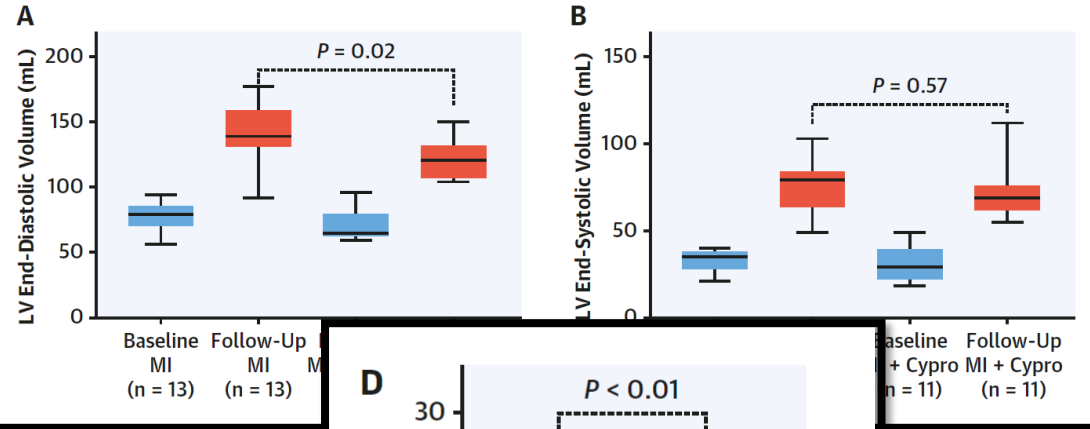 A
LV End-Diastolic Volume (mL)
200
150
100
50
0
P = 0.02
Baseline
MI
(n = 13)
Follow-Up
MI
(n = 13)
B
LV End-Systolic Volume (mL)
150
100
50
0
P = 0.57
aseline
+ Cypro
n = 11)
Follow-Up
MI + Cypro
(n = 11)
D
P < 0.01
30